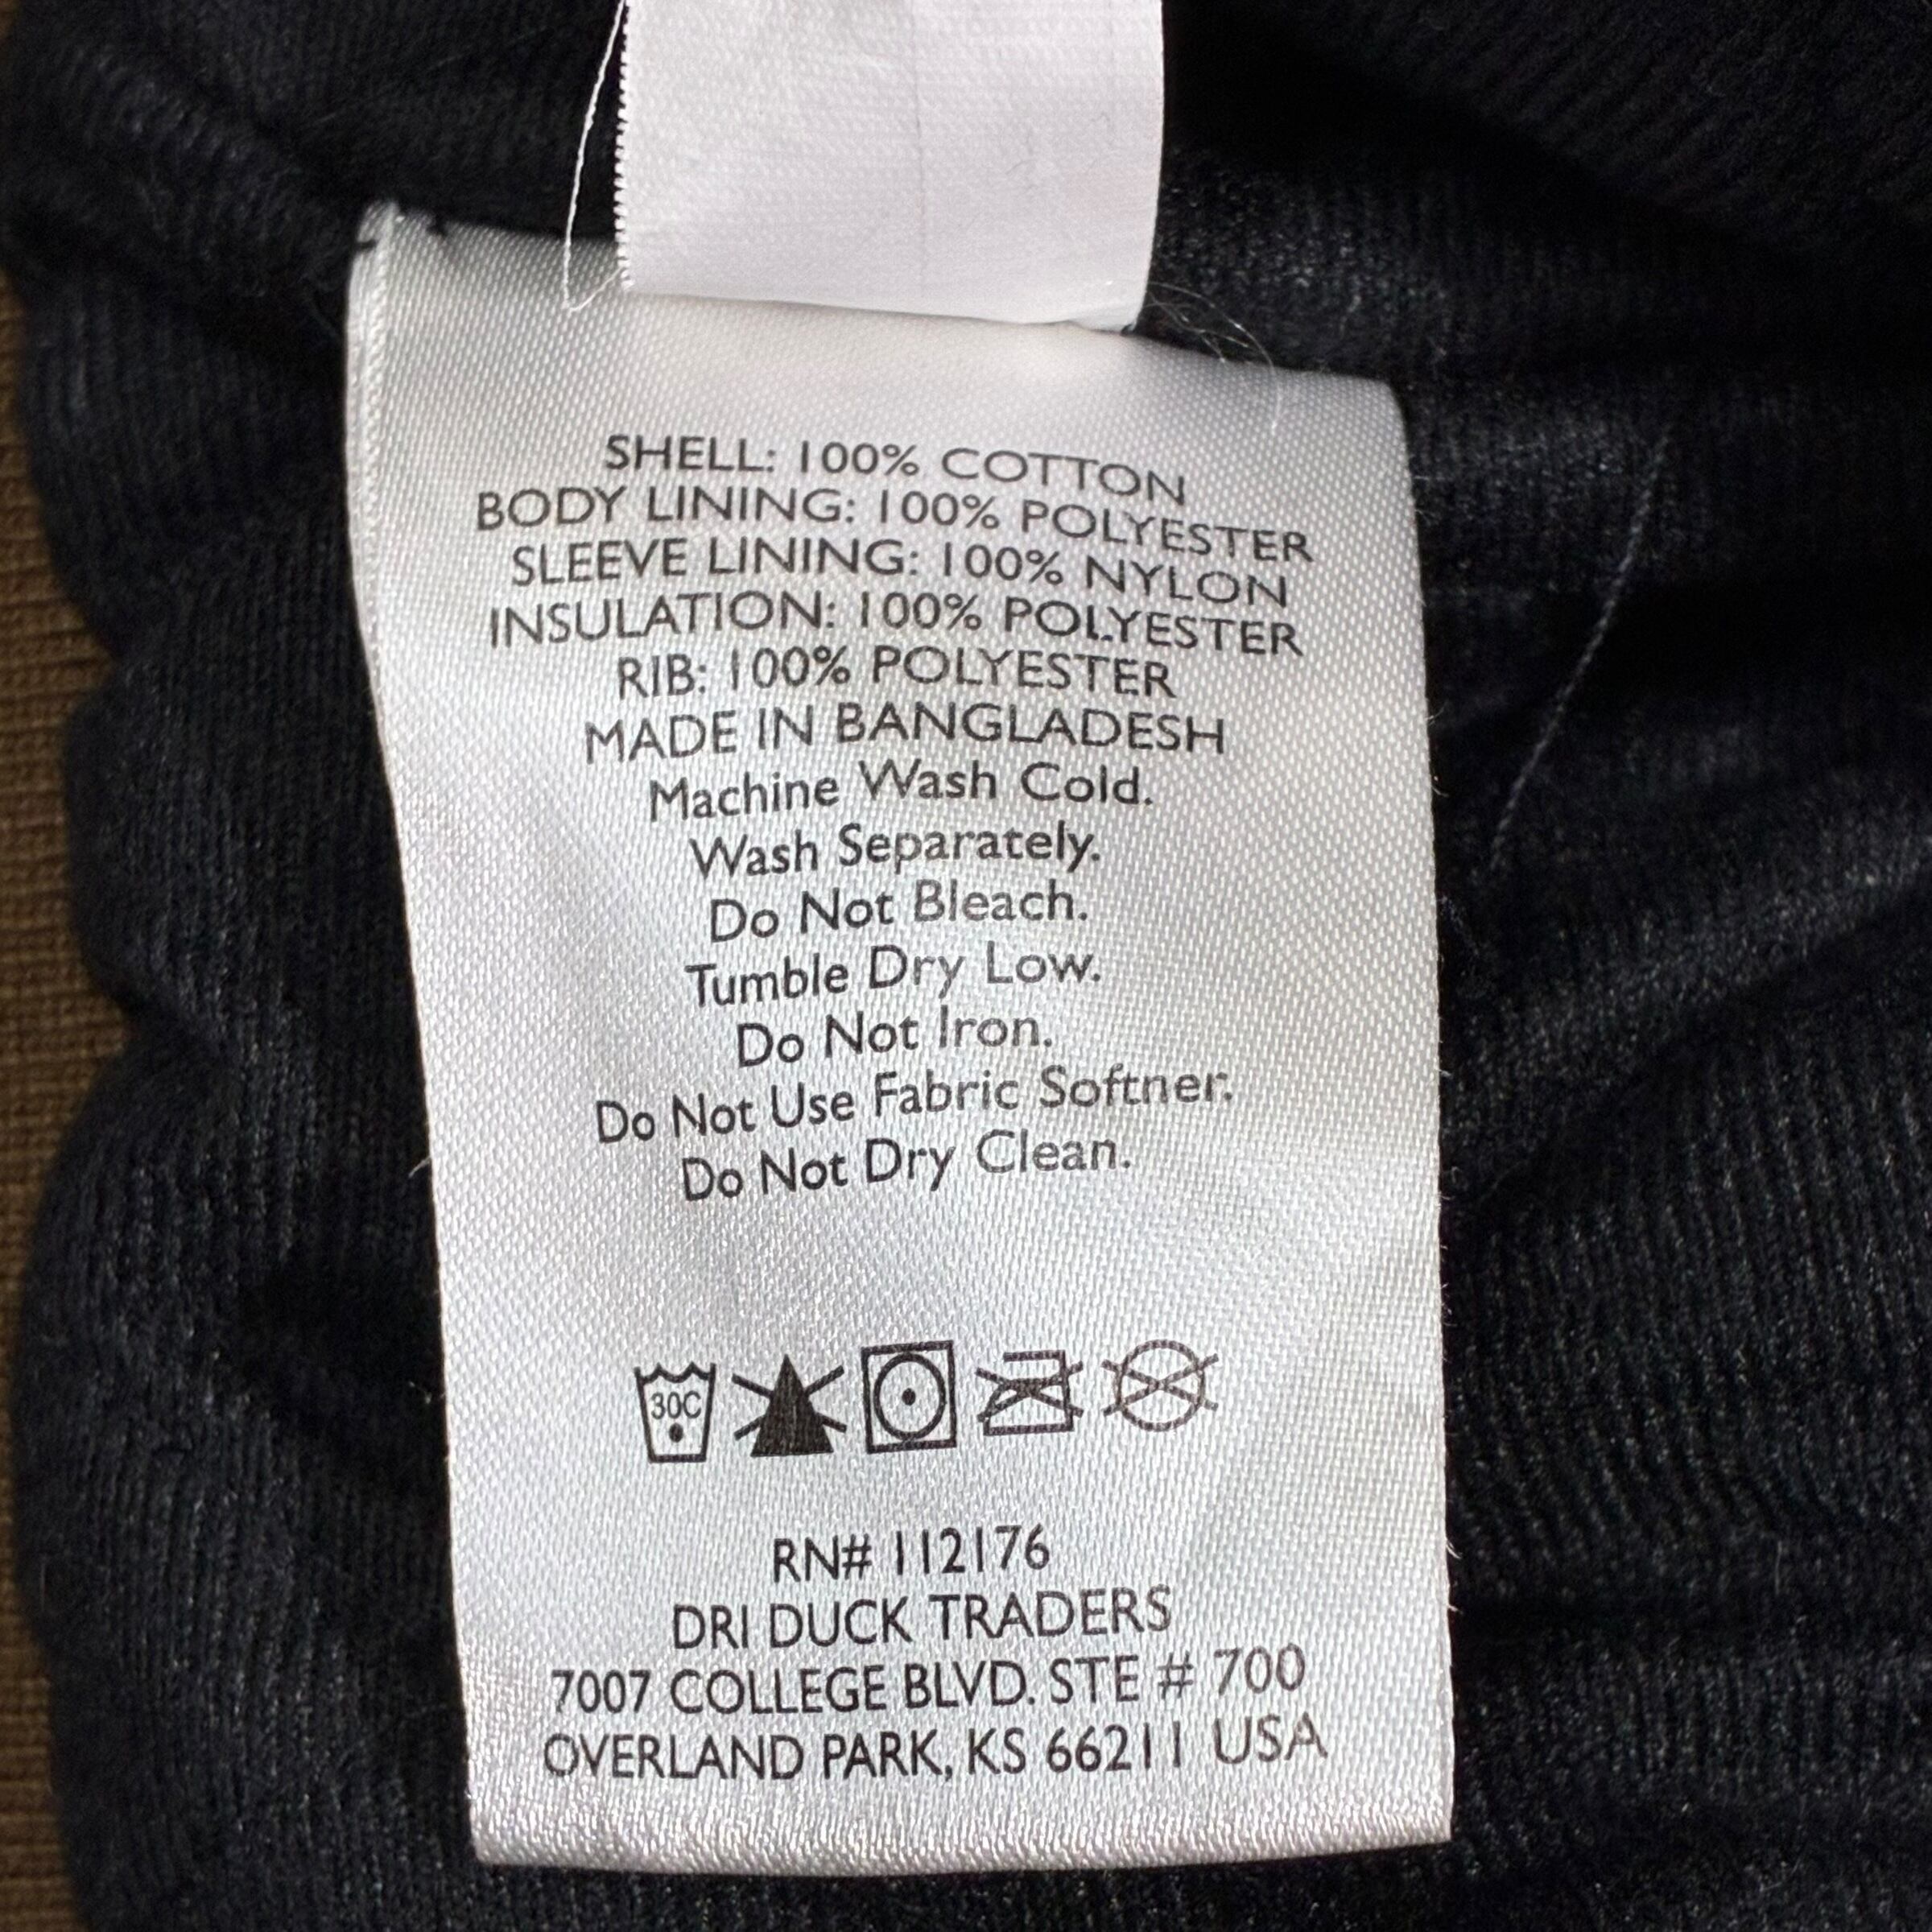 SHELL: 100% COTTON
BODY LINING: 100% POLYESTER
SLEEVE LINING: 100% NYLON
INSULATION: 100% POLYESTER
RIB: 100% POLYESTER
MADE IN BANGLADESH
Machine Wash Cold.
Wash Separately.
Do Not Bleach.
Tumble Dry Low.
Do Not Iron.
Do Not Use Fabric Softner.
Do Not Dry Clean.
30C
RN# 112176
DRI DUCK TRADERS
7007 COLLEGE BLVD. STE # 700
OVERLAND PARK, KS 66211 USA